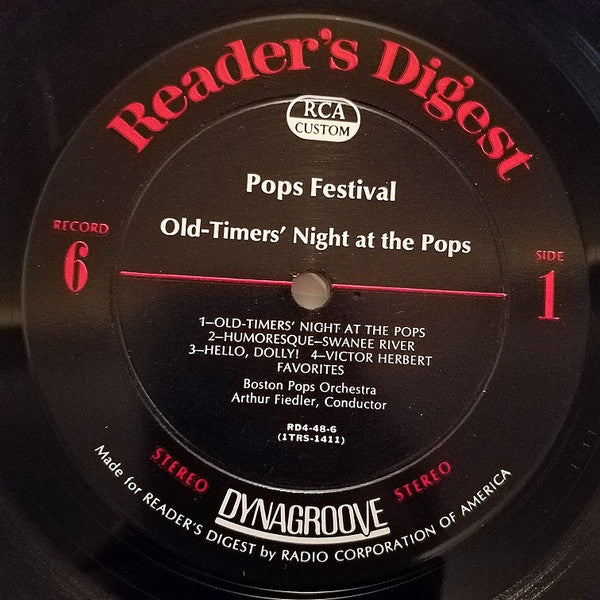 Reader's Digest
RCA
CUSTOM
Pops Festival
Old-Timers' Night at the Pops
RECORD
6
SIDE
1
1—OLD-TIMERS' NIGHT AT THE POPS
2—HUMORESQUE—SWANEE RIVER
3—HELLO, DOLLY! 4—VICTOR HERBERT
FAVORITES
Boston Pops Orchestra
Arthur Fiedler, Conductor
RD4-48-6
(1TRS-1411)
STEREO
DYNAGROOVE
STEREO
Made for READER'S DIGEST by RADIO CORPORATION OF AMERICA